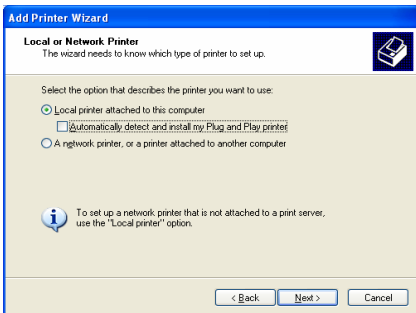 Add Printer Wizard
Local or Network Printer
The wizard needs to know which type of printer to set up.
Select the option that describes the printer you want to use:
Local printer attached to this computer
Automatically detect and install my Plug and Play printer
A network printer, or a printer attached to another computer
To set up a network printer that is not attached to a print server,
use the "Local printer" option.
< Back Next > Cancel